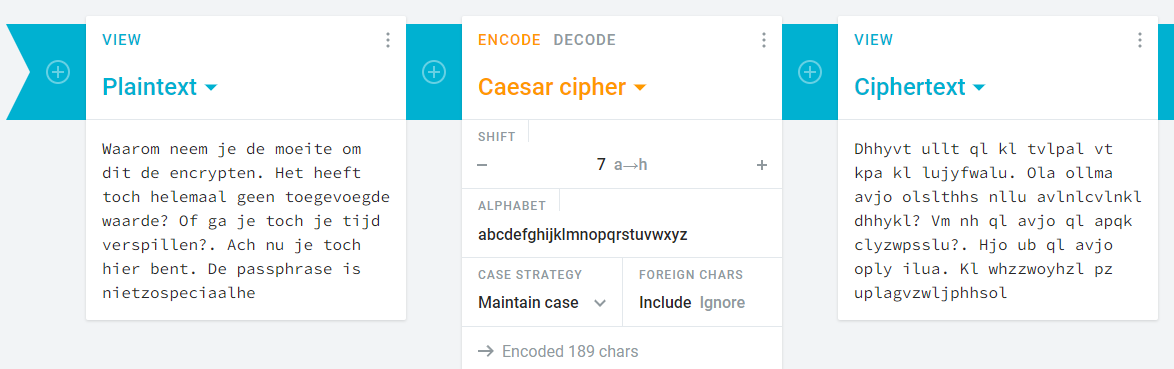 VIEW
Plaintext
Waarom neem je de moeite om
dit de encrypten. Het heeft
toch helemaal geen toegevoegde
waarde? Of ga je toch je tijd
verspillen?. Ach nu je toch
hier bent. De passphrase is
nietzospeciaalhe
ENCODE DECODE
Caesar cipher
SHIFT
− 7 a→h +
ALPHABET
abcdefghijklmnopqrstuvwxyz
CASE STRATEGY FOREIGN CHARS
Maintain case Include Ignore
→ Encoded 189 chars
VIEW
Ciphertext
Dhhyvt ullt ql kl tvlpal vt
kpa kl lujyfwalu. Ola ollma
avjo olslthhs nllu avlnlcvlnkl
dhhykl? Vm nh ql avjo ql apqk
clyzwpsslu?. Hjo ub ql avjo
oply ilua. Kl whzzwoyhzl pz
uplagvzwljphhsol